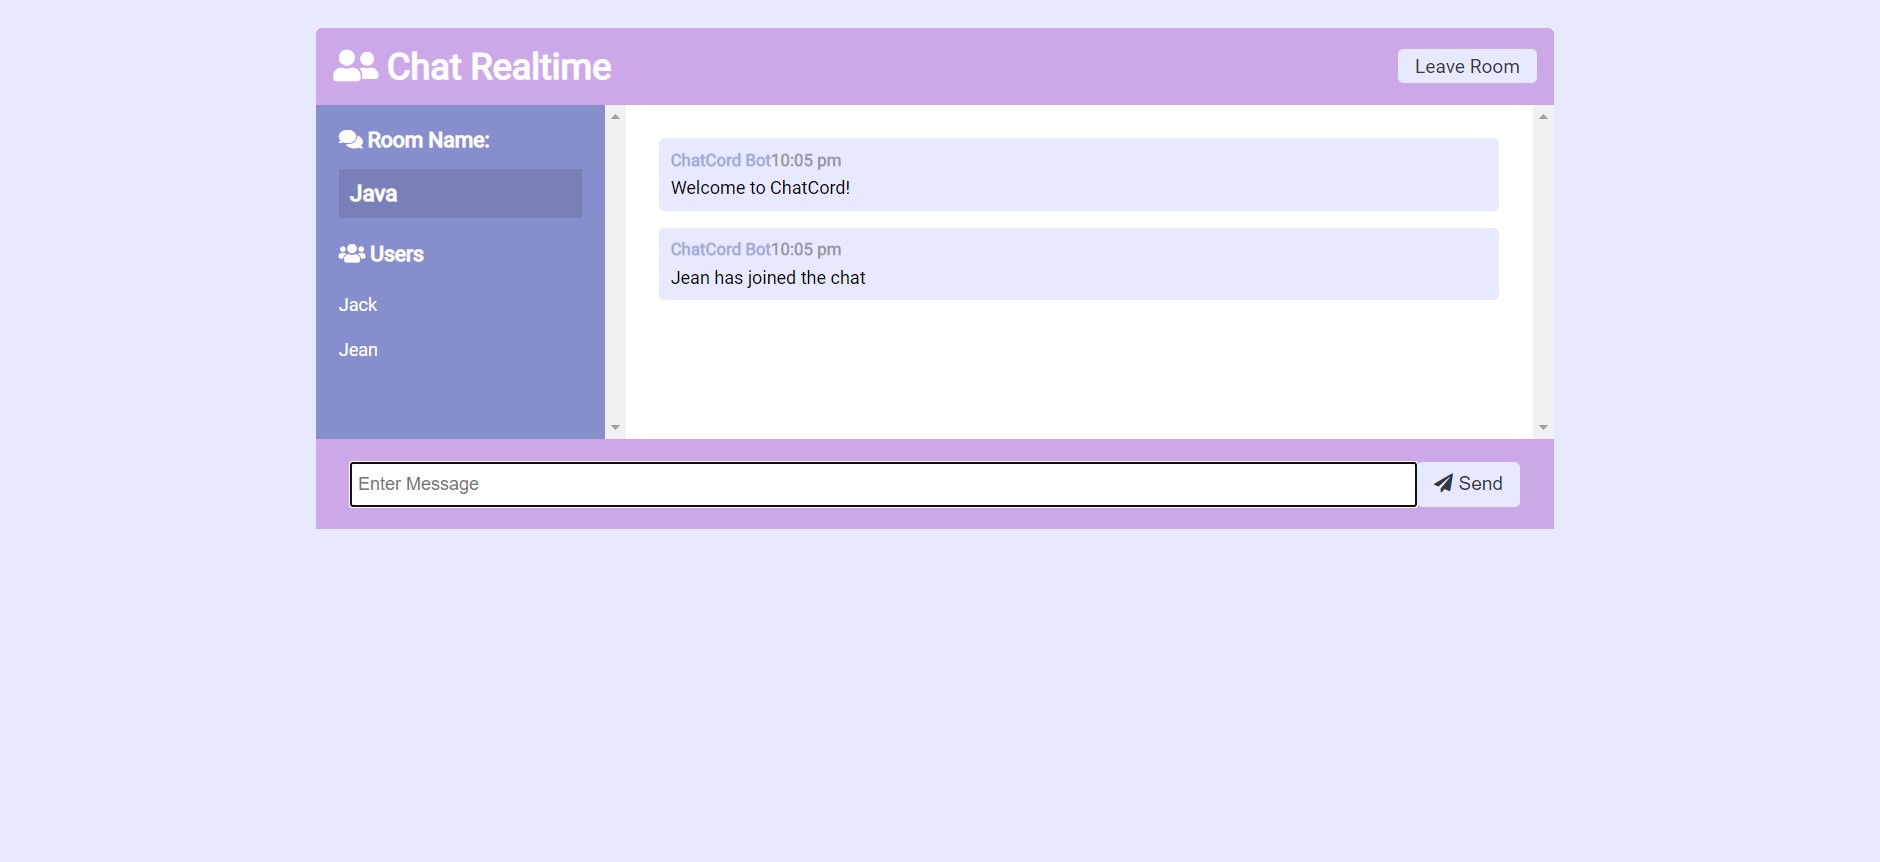 Chat Realtime
Leave Room
Room Name:
Java
Users
Jack
Jean
ChatCord Bot10:05 pm
Welcome to ChatCord!
ChatCord Bot10:05 pm
Jean has joined the chat
Enter Message
Send